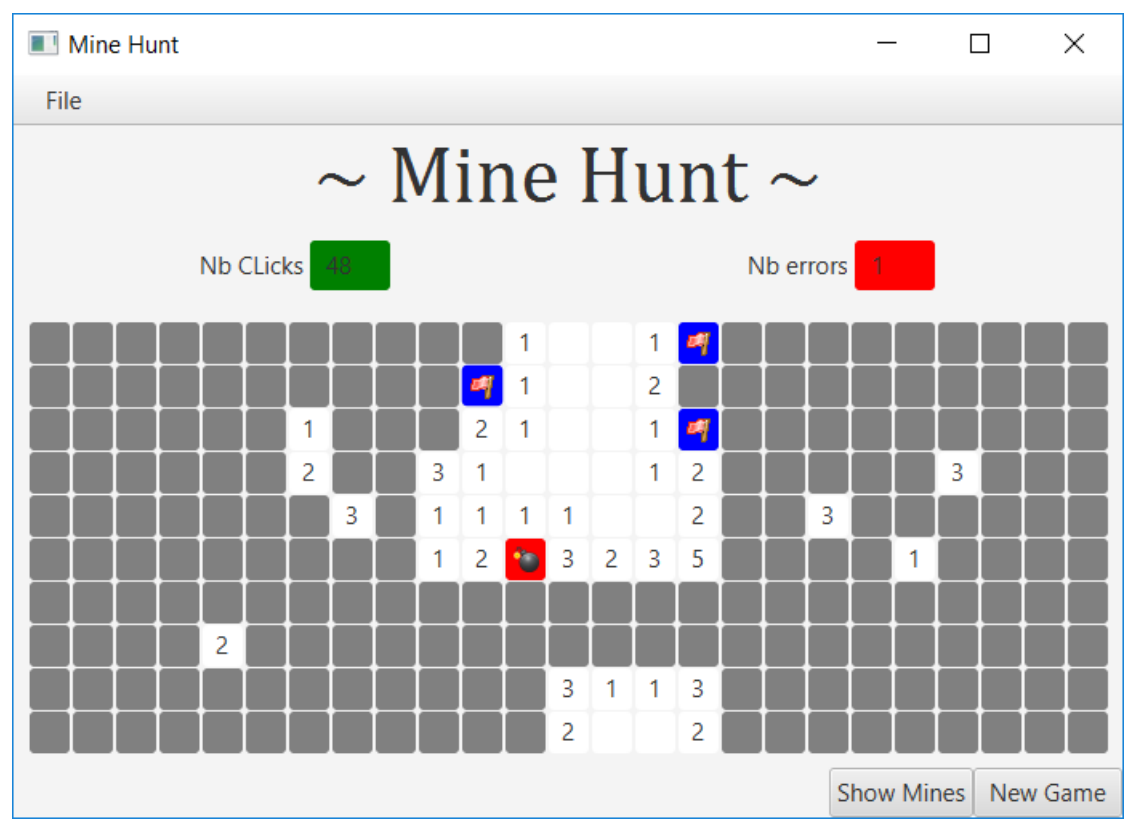 Mine Hunt
File
~ Mine Hunt ~
Nb CLicks 48 Nb errors 1
1 1
1 2
1 2 1 1
2 3 1 1 2 3
3 1 1 1 1 2 3
1 2 3 2 3 5 1
2
3 1 1 3
2 2
Show Mines New Game